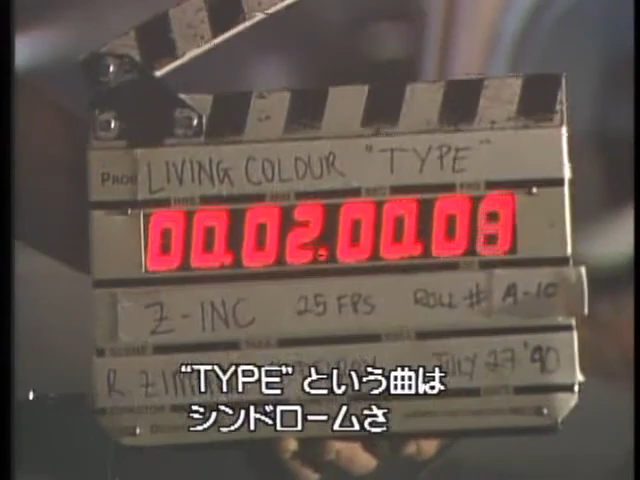 PROD LIVING COLOUR "TYPE"
00.02.00.08
Z-INC 25 FPS ROLL # A-10
R. JULY 27 '90
"TYPE"という曲は
シンドロームさ